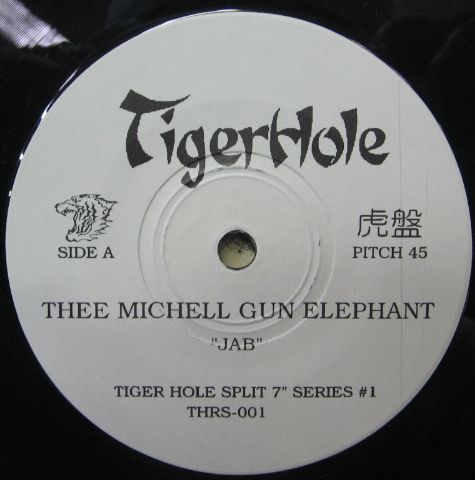 TigerHole
SIDE A
虎盤
PITCH 45
THEE MICHELL GUN ELEPHANT
"JAB"
TIGER HOLE SPLIT 7" SERIES #1
THRS-001